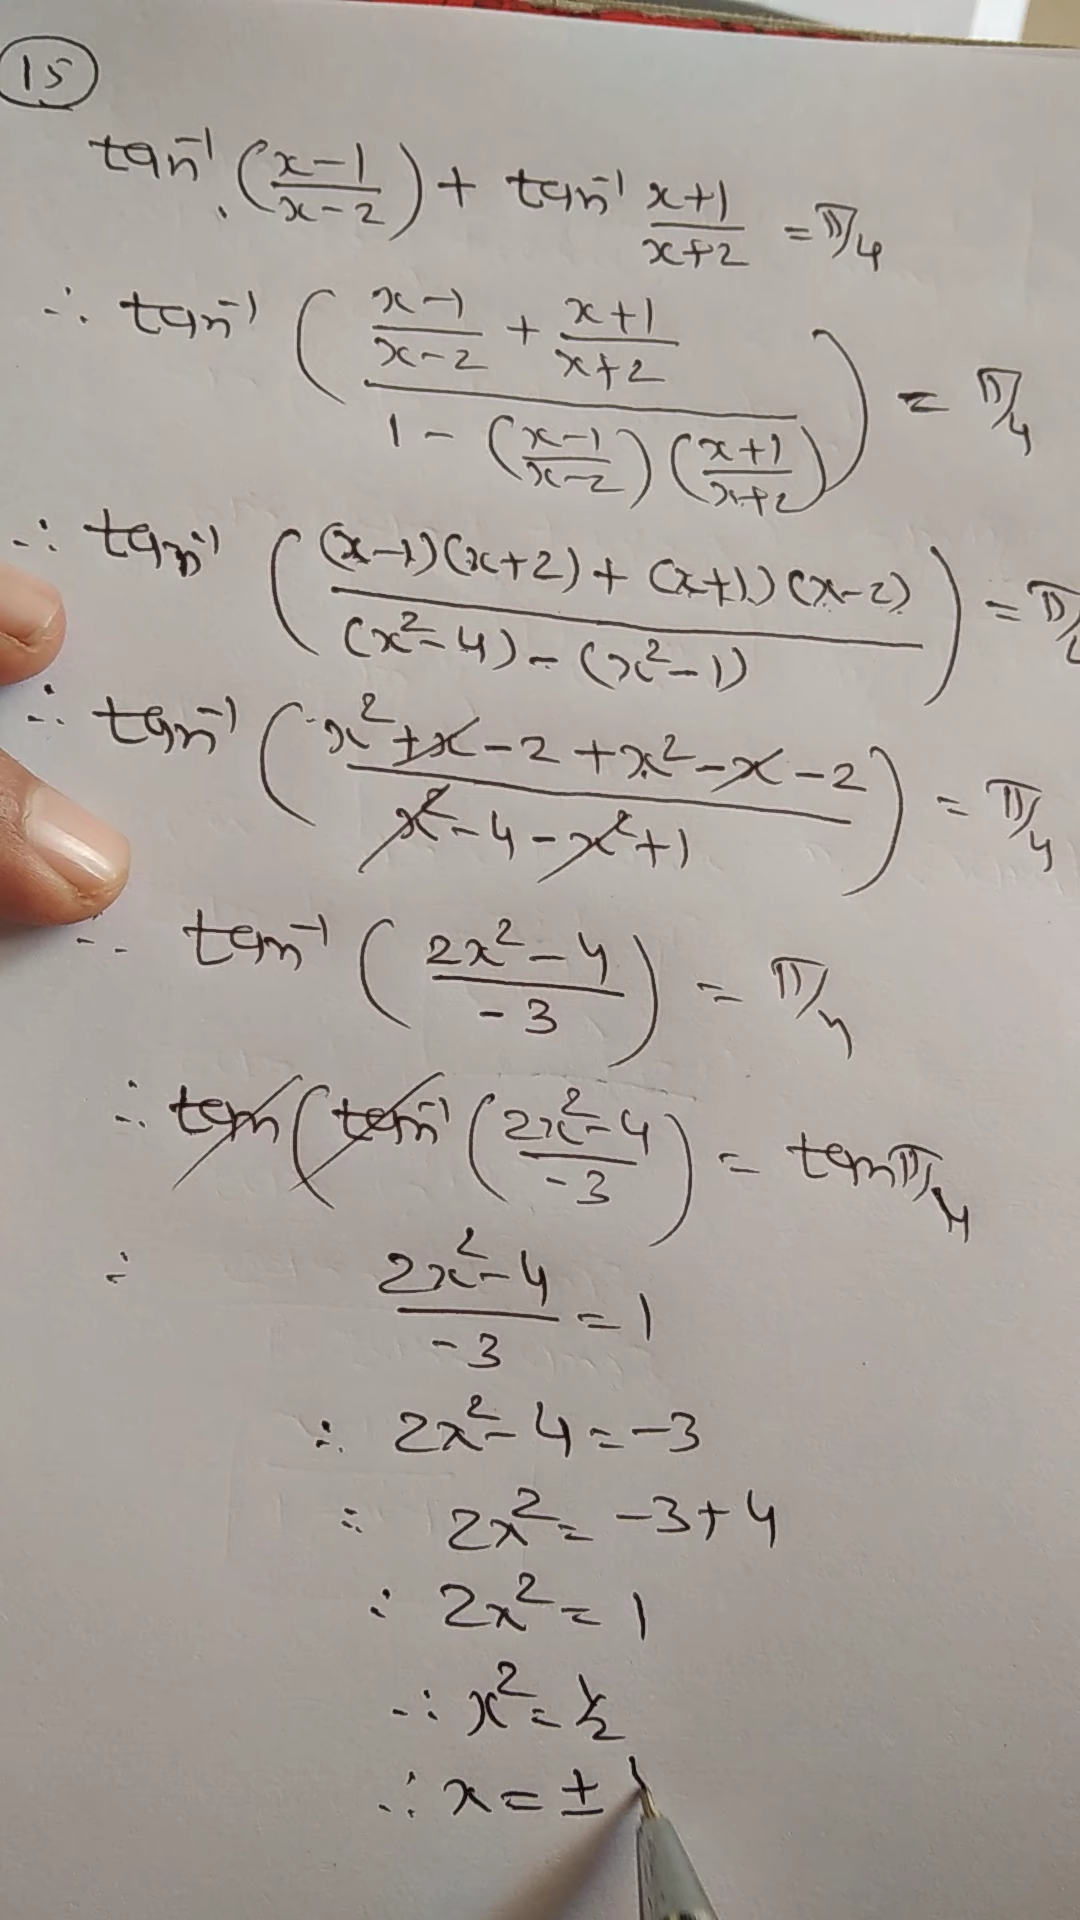 15
tan⁻¹ ((x-1)/(x-2)) + tan⁻¹ (x+1)/(x+2) = π/4
∴ tan⁻¹ (((x-1)/(x-2) + (x+1)/(x+2)) / (1 - ((x-1)/(x-2)) ((x+1)/(x+2)))) = π/4
∴ tan⁻¹ (((x-1)(x+2) + (x+1)(x-2)) / ((x²-4) - (x²-1))) = π/4
∴ tan⁻¹ ((x²+x-2+x²-x-2) / (x²-4-x²+1)) = π/4
∴ tan⁻¹ ((2x²-4)/-3) = π/4
∴ tan (tan⁻¹ ((2x²-4)/-3) = tan π/4
∴ (2x²-4)/-3 = 1
∴ 2x²-4 = -3
∴ 2x² = -3+4
∴ 2x² = 1
∴ x² = 1/2
∴ x = ±